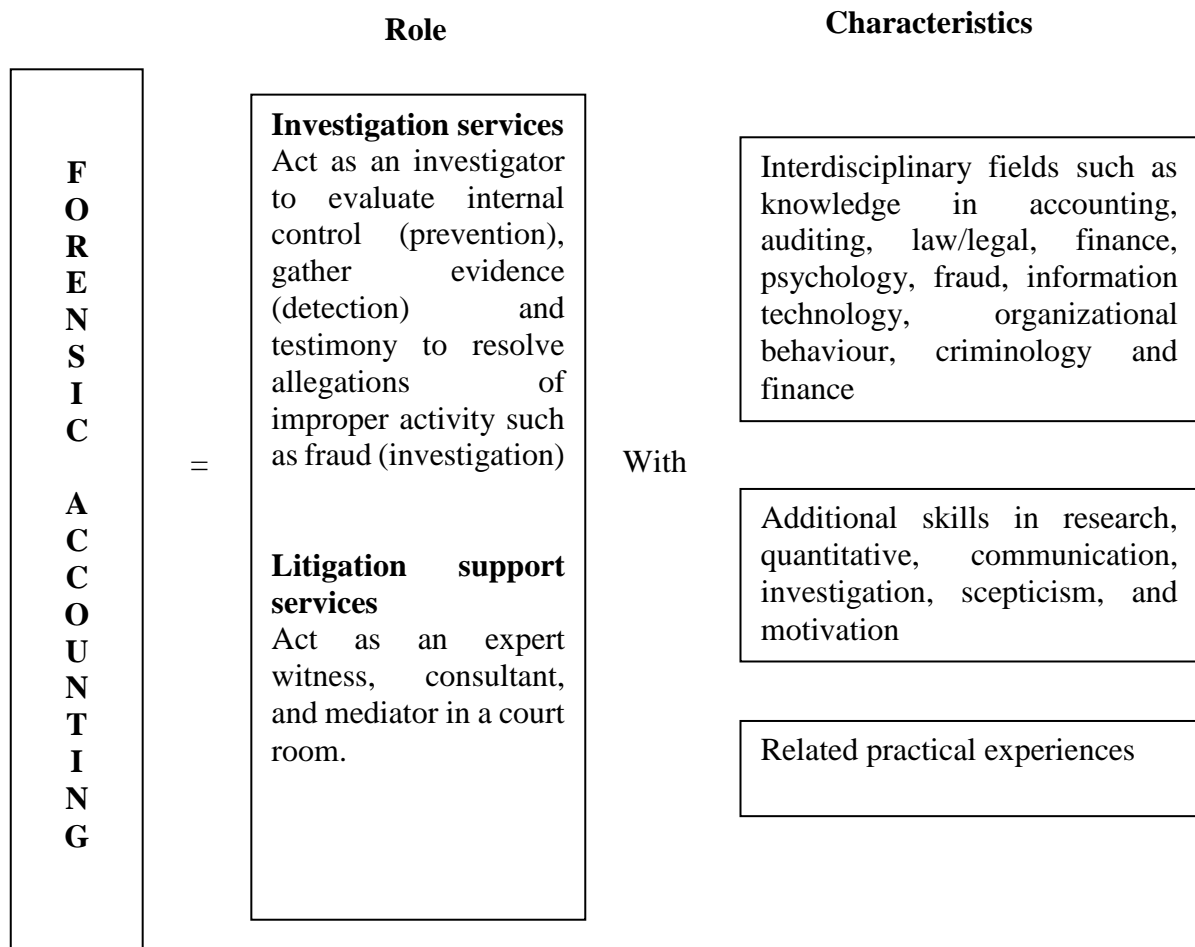 Role
Characteristics
F
O
R
E
N
S
I
C
A
C
C
O
U
N
T
I
N
G
=
Investigation services
Act as an investigator
to evaluate internal
control (prevention),
gather evidence
(detection) and
testimony to resolve
allegations of
improper activity such
as fraud (investigation)
Litigation support
services
Act as an expert
witness, consultant,
and mediator in a court
room.
With
Interdisciplinary fields such as
knowledge in accounting,
auditing, law/legal, finance,
psychology, fraud, information
technology, organizational
behaviour, criminology and
finance
Additional skills in research,
quantitative, communication,
investigation, scepticism, and
motivation
Related practical experiences